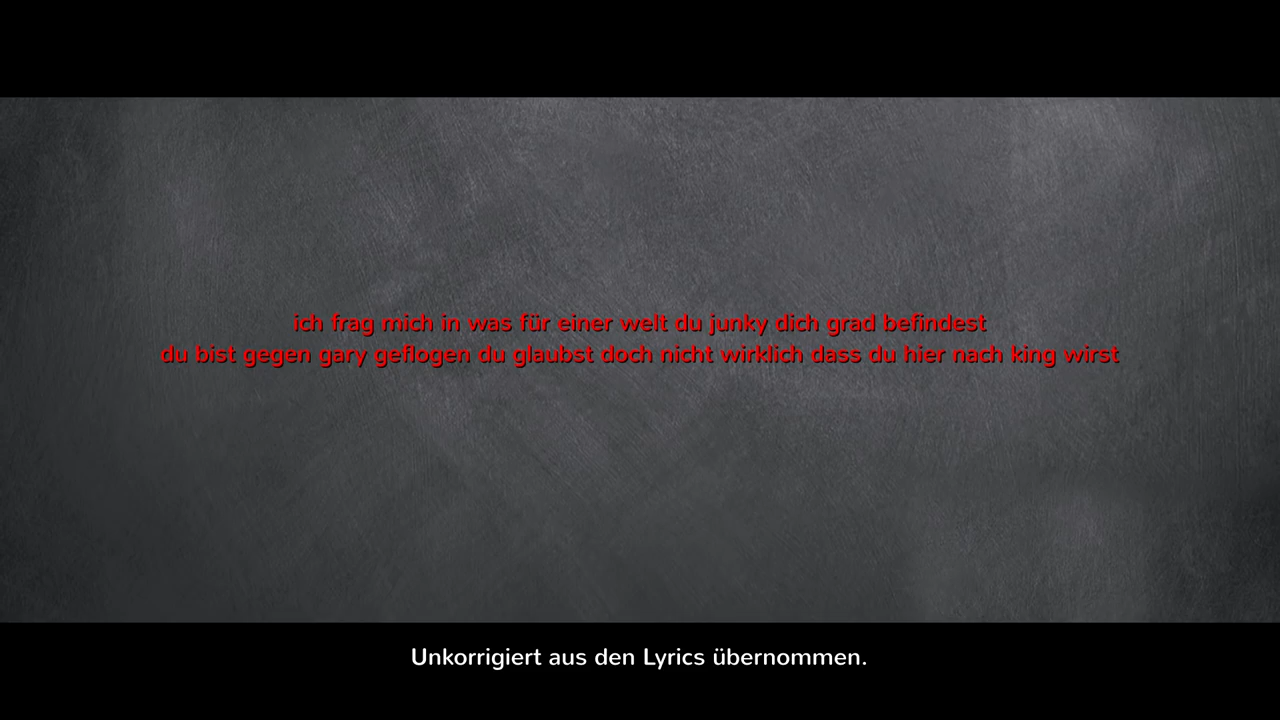 ich frag mich in was für einer welt du junky dich grad befindest
du bist gegen gary geflogen du glaubst doch nicht wirklich dass du hier nach king wirst
Unkorrigiert aus den Lyrics übernommen.